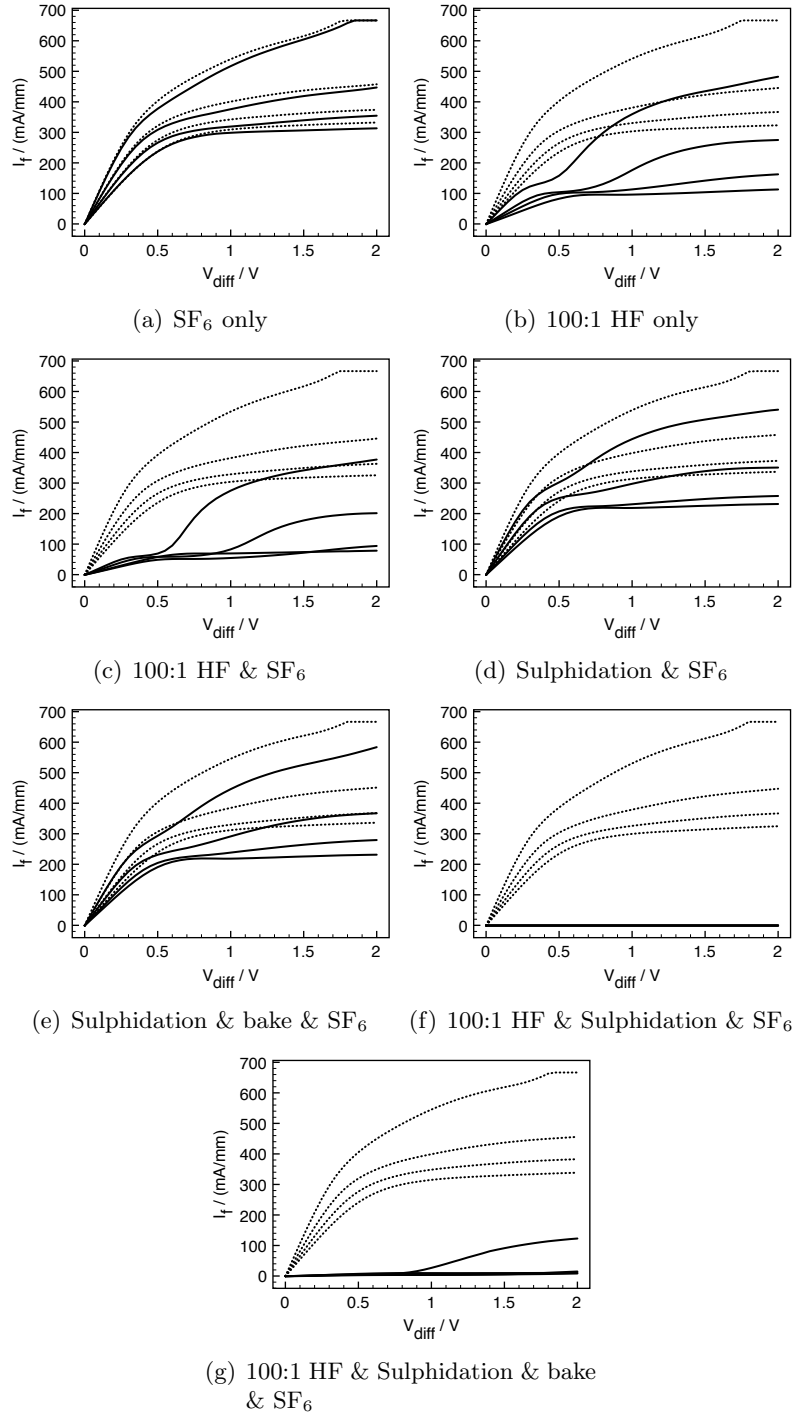 700
600
500
400
300
200
100
0
I_f / (mA/mm)
0 0.5 1 1.5 2
V_diff / V
(a) SF₆ only
700
600
500
400
300
200
100
0
I_f / (mA/mm)
0 0.5 1 1.5 2
V_diff / V
(b) 100:1 HF only
700
600
500
400
300
200
100
0
I_f / (mA/mm)
0 0.5 1 1.5 2
V_diff / V
(c) 100:1 HF & SF₆
700
600
500
400
300
200
100
0
I_f / (mA/mm)
0 0.5 1 1.5 2
V_diff / V
(d) Sulphidation & SF₆
700
600
500
400
300
200
100
0
I_f / (mA/mm)
0 0.5 1 1.5 2
V_diff / V
(e) Sulphidation & bake & SF₆
700
600
500
400
300
200
100
0
I_f / (mA/mm)
0 0.5 1 1.5 2
V_diff / V
(f) 100:1 HF & Sulphidation & SF₆
700
600
500
400
300
200
100
0
I_f / (mA/mm)
0 0.5 1 1.5 2
V_diff / V
(g) 100:1 HF & Sulphidation & bake
& SF₆